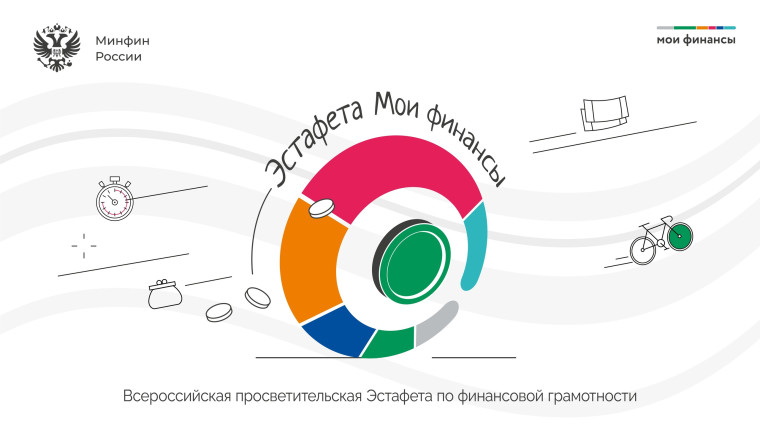 Минфин
России
мои финансы
Эстафета Мои финансы
Всероссийская просветительская Эстафета по финансовой грамотности